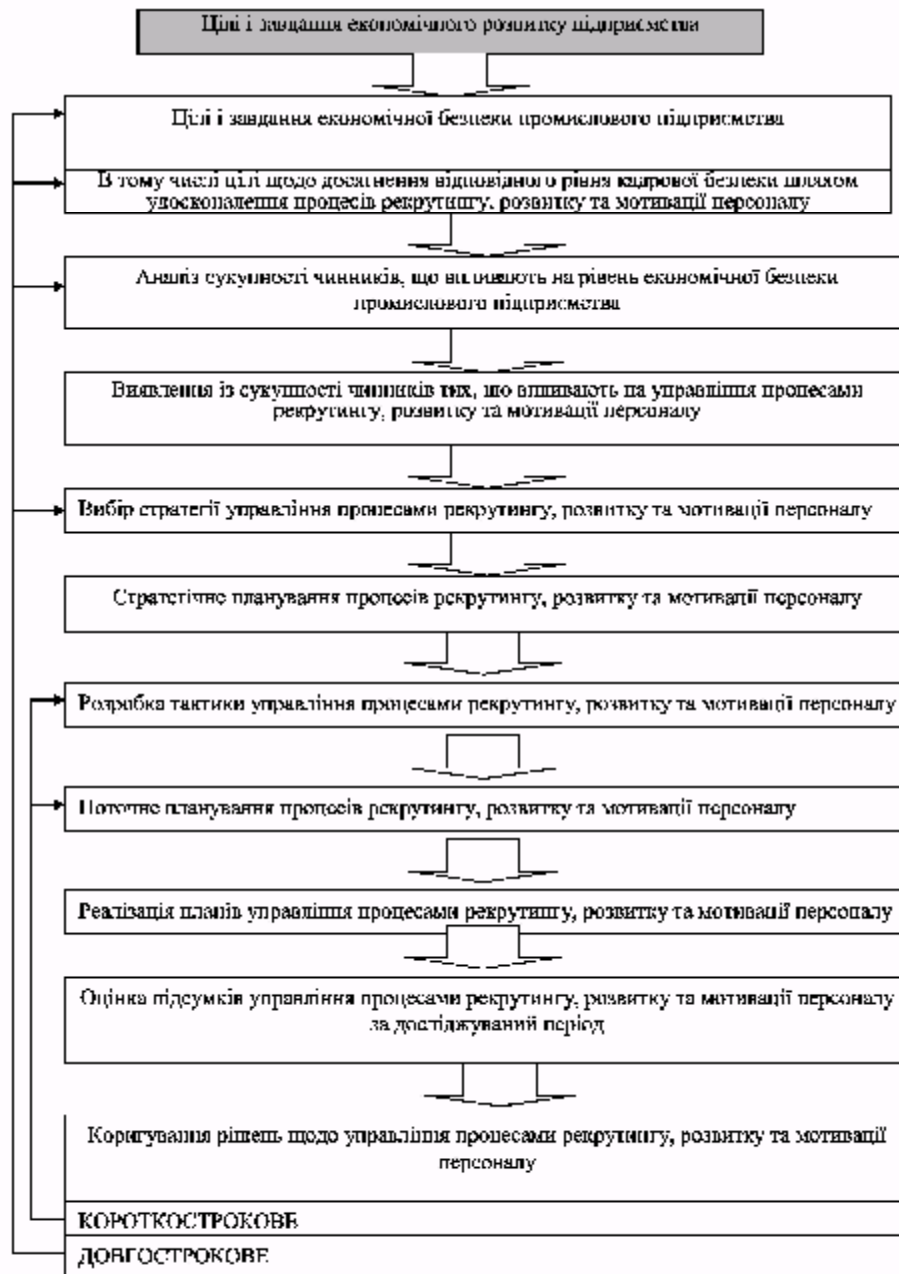 Цілі і завдання економічного розвитку підприємства
Цілі і завдання економічної безпеки промислового підприємства
В тому числі цілі щодо досягнення відповідного рівня кадрової безпеки шляхом
удосконалення процесів рекрутингу, розвитку та мотивації персоналу
Аналіз сукупності чинників, що впливають на рівень економічної безпеки
промислового підприємства
Виявлення із сукупності чинників тих, що впливають на управління процесами
рекрутингу, розвитку та мотивації персоналу
Вибір стратегії управління процесами рекрутингу, розвитку та мотивації персоналу
Стратегічне планування процесів рекрутингу, розвитку та мотивації персоналу
Розробка тактики управління процесами рекрутингу, розвитку та мотивації персоналу
Поточне планування процесів рекрутингу, розвитку та мотивації персоналу
Реалізація планів управління процесами рекрутингу, розвитку та мотивації персоналу
Оцінка підсумків управління процесами рекрутингу, розвитку та мотивації персоналу
за досліджуваний період
Коригування рішень щодо управління процесами рекрутингу, розвитку та мотивації
персоналу
КОРОТКОСТРОКОВЕ
ДОВГОСТРОКОВЕ